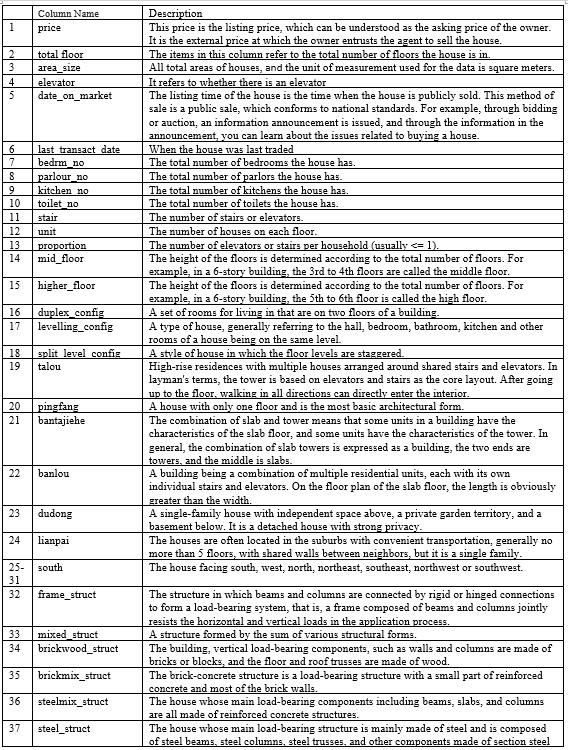 Column Name Description
1 price This price is the listing price, which can be understood as the asking price of the owner.
It is the external price at which the owner entrusts the agent to sell the house.
2 total floor The items in this column refer to the total number of floors the house is in.
3 area_size All total areas of houses, and the unit of measurement used for the data is square meters.
4 elevator It refers to whether there is an elevator
5 date_on_market The listing time of the house is the time when the house is publicly sold. This method of
sale is a public sale, which conforms to national standards. For example, through bidding
or auction, an information announcement is issued, and through the information in the
announcement, you can learn about the issues related to buying a house.
6 last_transact_date When the house was last traded
7 bedrm_no The total number of bedrooms the house has.
8 parlour_no The total number of parlors the house has.
9 kitchen_no The total number of kitchens the house has.
10 toilet_no The total number of toilets the house has.
11 stair The number of stairs or elevators.
12 unit The number of houses on each floor.
13 proportion The number of elevators or stairs per household (usually <= 1).
14 mid_floor The height of the floors is determined according to the total number of floors. For
example, in a 6-story building, the 3rd to 4th floors are called the middle floor.
15 higher_floor The height of the floors is determined according to the total number of floors. For
example, in a 6-story building, the 5th to 6th floor is called the high floor.
16 duplex_config A set of rooms for living in that are on two floors of a building.
17 levelling_config A type of house, generally referring to the hall, bedroom, bathroom, kitchen and other
rooms of a house being on the same level.
18 split_level_config A style of house in which the floor levels are staggered.
19 talou High-rise residences with multiple houses arranged around shared stairs and elevators. In
layman's terms, the tower is based on elevators and stairs as the core layout. After going
up to the floor, walking in all directions can directly enter the interior.
20 pingfang A house with only one floor and is the most basic architectural form.
21 bantajiehe The combination of slab and tower means that some units in a building have the
characteristics of the slab floor, and some units have the characteristics of the tower. In
general, the combination of slab towers is expressed as a building, the two ends are
towers, and the middle is slabs.
22 banlou A building being a combination of multiple residential units, each with its own
individual stairs and elevators. On the floor plan of the slab floor, the length is obviously
greater than the width.
23 dudong A single-family house with independent space above, a private garden territory, and a
basement below. It is a detached house with strong privacy.
24 lianpai The houses are often located in the suburbs with convenient transportation, generally no
more than 5 floors, with shared walls between neighbors, but it is a single family.
25- south The house facing south, west, north, northeast, southeast, northwest or southwest.
31
32 frame_struct The structure in which beams and columns are connected by rigid or hinged connections
to form a load-bearing system, that is, a frame composed of beams and columns jointly
resists the horizontal and vertical loads in the application process.
33 mixed_struct A structure formed by the sum of various structural forms.
34 brickwood_struct The building, vertical load-bearing components, such as walls and columns are made of
bricks or blocks, and the floor and roof trusses are made of wood.
35 brickmix_struct The brick-concrete structure is a load-bearing structure with a small part of reinforced
concrete and most of the brick walls.
36 steelmix_struct The house whose main load-bearing components including beams, slabs, and columns
are all made of reinforced concrete structures.
37 steel_struct The house whose main load-bearing structure is mainly made of steel and is composed
of steel beams, steel columns, steel trusses, and other components made of section steel